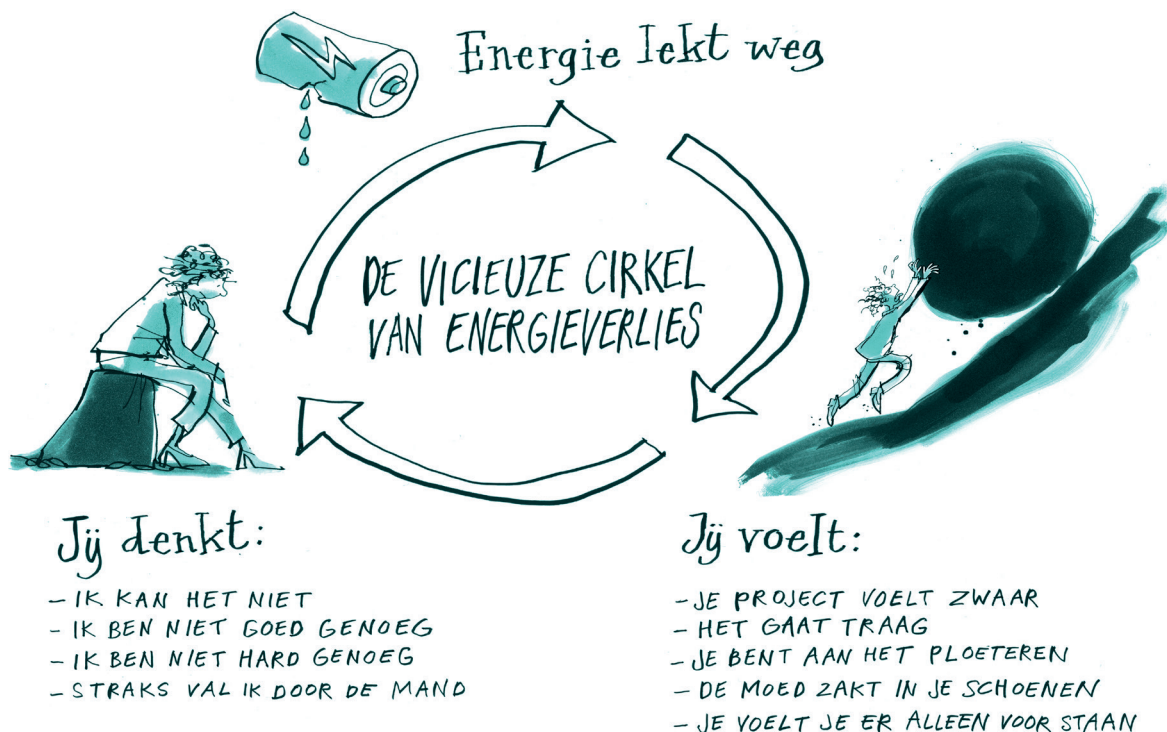 Energie lekt weg
DE VICIEUZE CIRKEL
VAN ENERGIEVERLIES
Jij denkt:
- IK KAN HET NIET
- IK BEN NIET GOED GENOEG
- IK BEN NIET HARD GENOEG
- STRAKS VAL IK DOOR DE MAND
Jij voelt:
- JE PROJECT VOELT ZWAAR
- HET GAAT TRAAG
- JE BENT AAN HET PLOETEREN
- DE MOED ZAKT IN JE SCHOENEN
- JE VOELT JE ER ALLEEN VOOR STAAN